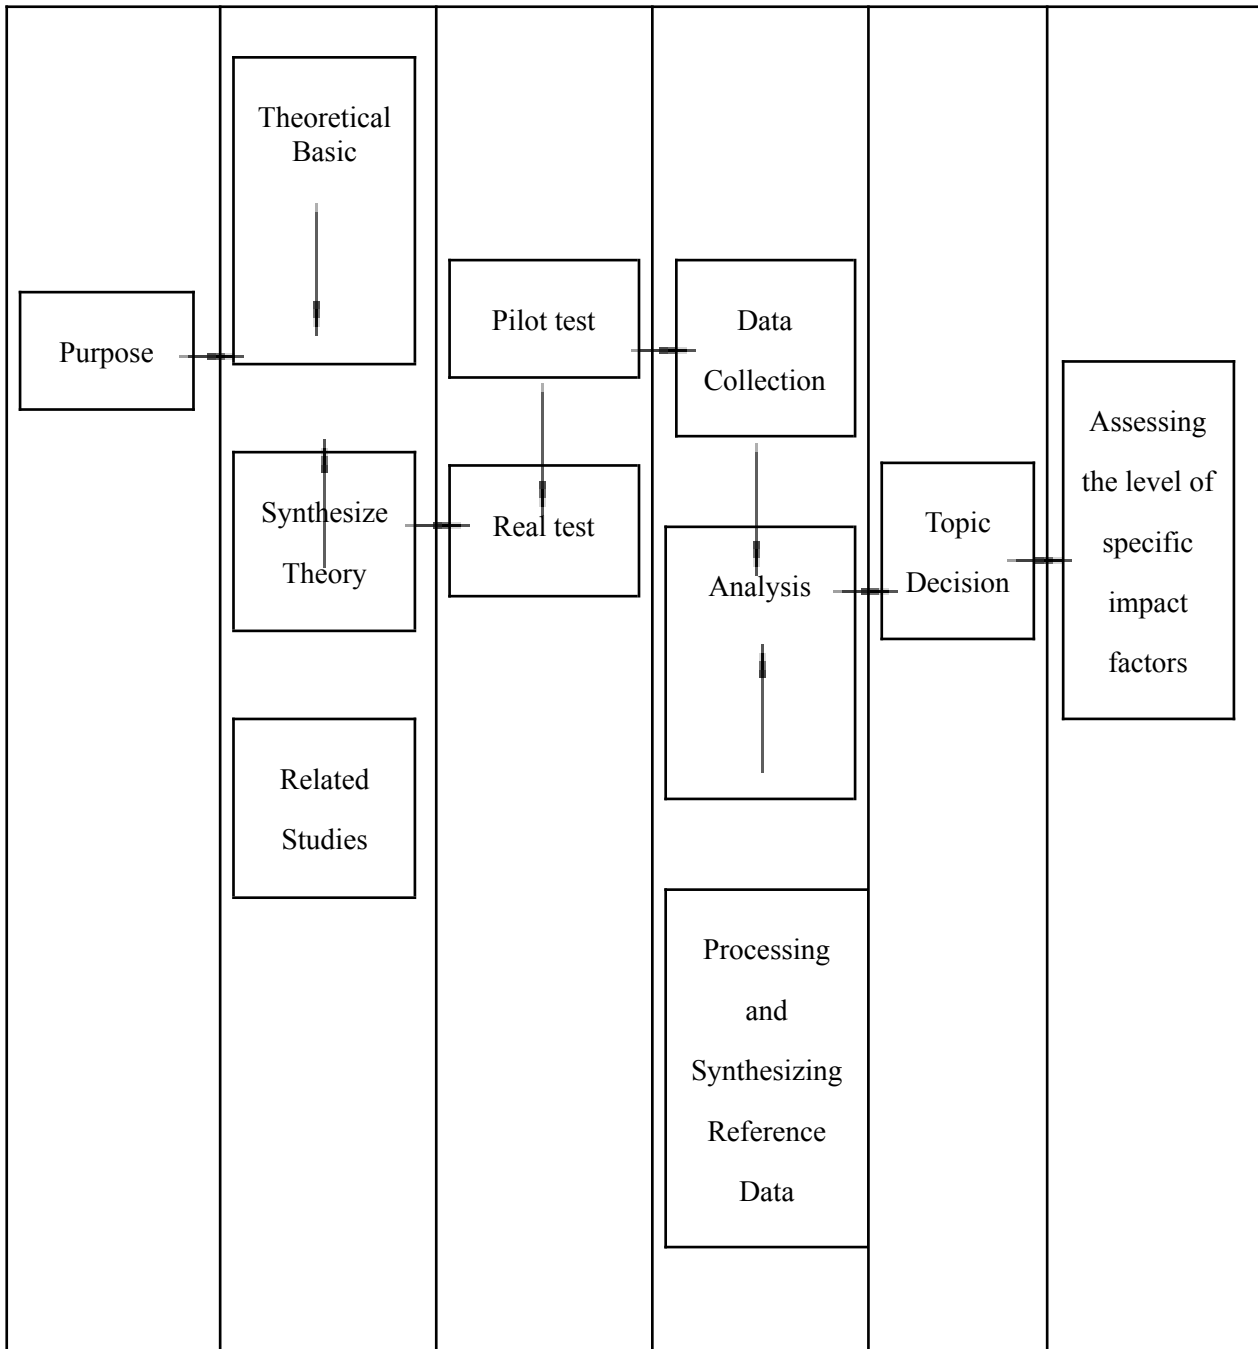 Purpose
Theoretical
Basic
Synthesize
Theory
Related
Studies
Pilot test
Real test
Data
Collection
Analysis
Processing
and
Synthesizing
Reference
Data
Topic
Decision
Assessing
the level of
specific
impact
factors